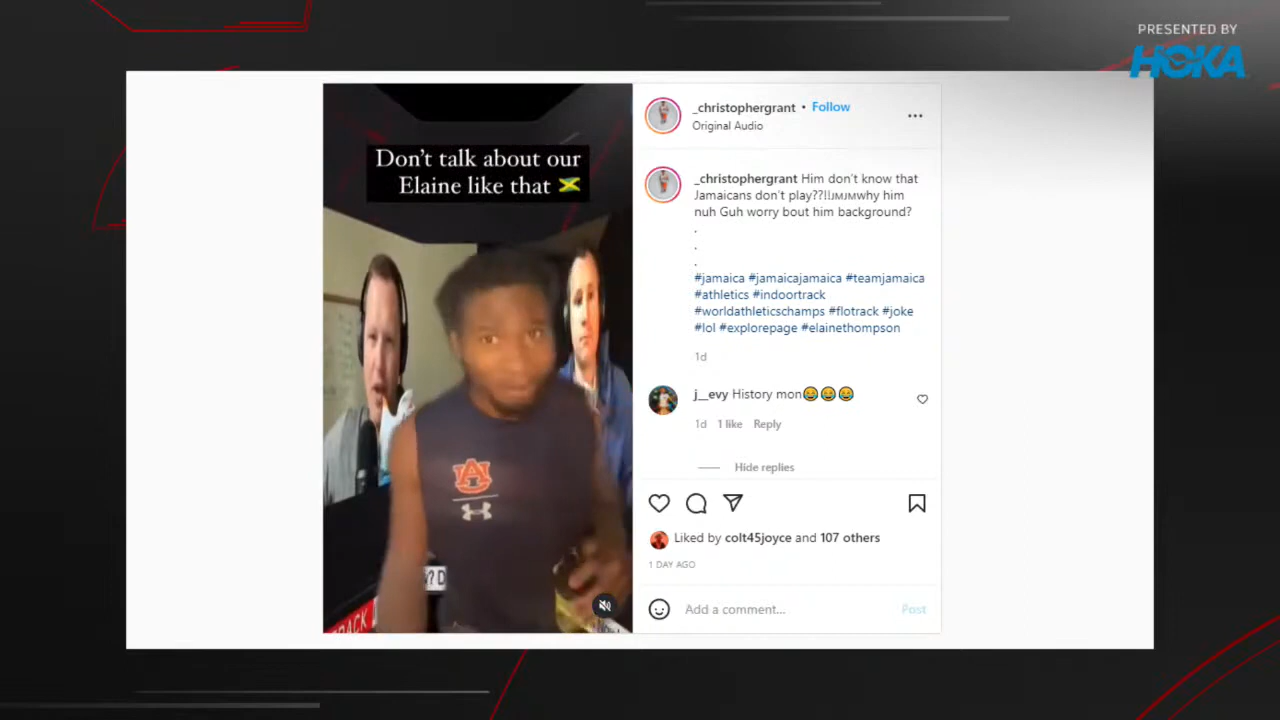 PRESENTED BY
HOKA
Don't talk about our
Elaine like that
_christophergrant • Follow
Original Audio
_christophergrant Him don't know that
Jamaicans don't play??!!ᴊᴍᴊᴍwhy him
nuh Guh worry bout him background?
.
.
.
#jamaica #jamaicajamaica #teamjamaica
#athletics #indoortrack
#worldathleticschamps #flotrack #joke
#lol #explorepage #elainethompson
1d
j__evy History mon😂😂😂
1d 1 like Reply
Hide replies
Liked by colt45joyce and 107 others
1 DAY AGO
Add a comment... Post
? D
RACK